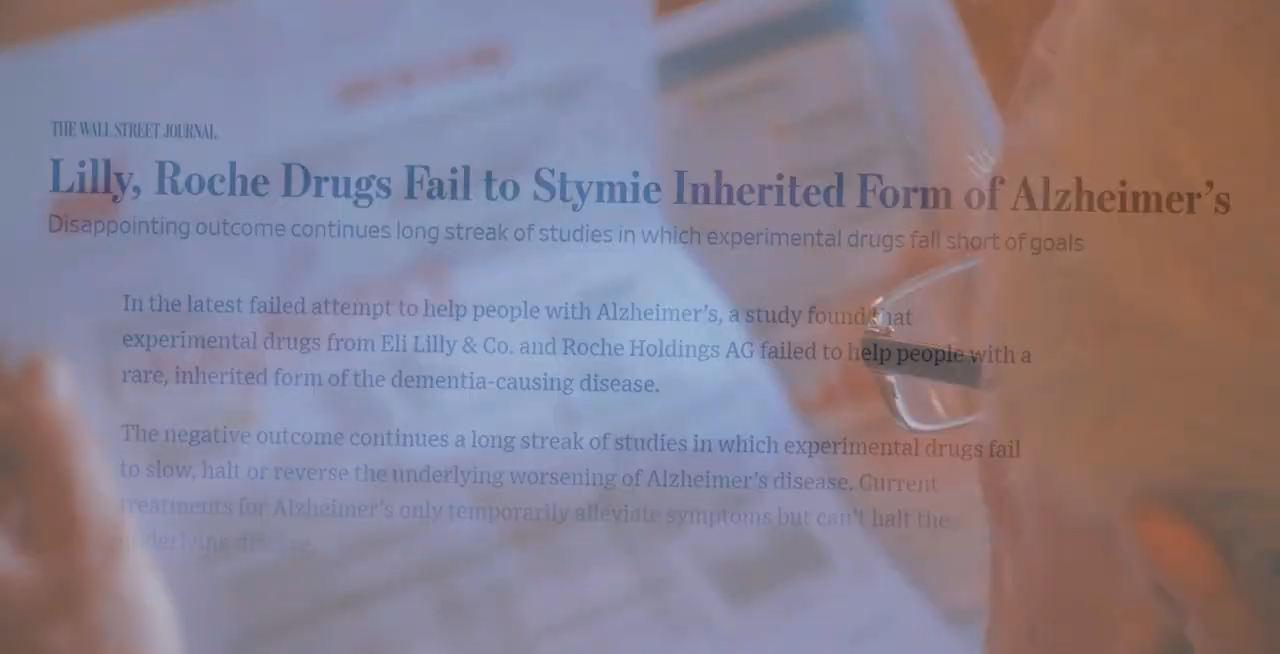 THE WALL STREET JOURNAL
Lilly, Roche Drugs Fail to Stymie Inherited Form of Alzheimer's
Disappointing outcome continues long streak of studies in which experimental drugs fall short of goals
In the latest failed attempt to help people with Alzheimer's, a study found that
experimental drugs from Eli Lilly & Co. and Roche Holdings AG failed to help people with a
rare, inherited form of the dementia-causing disease.
The negative outcome continues a long streak of studies in which experimental drugs fail
to slow, halt or reverse the underlying worsening of Alzheimer's disease. Current
treatments for Alzheimer's only temporarily alleviate symptoms but can't halt the
underlying disease.